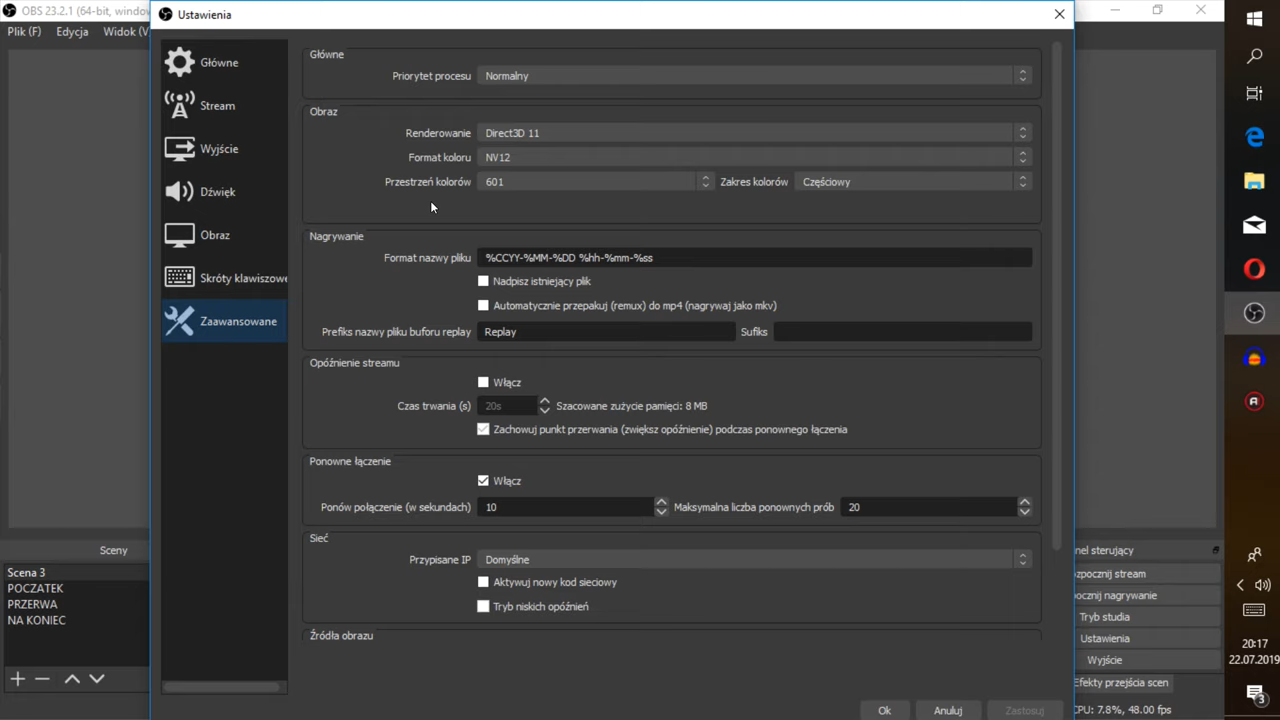 OBS 23.2.1 (64-bit, windo
Plik (F) Edycja Widok (V
Ustawienia
Główne
Stream
Wyjście
Dźwięk
Obraz
Skróty klawiszowe
Zaawansowane
Główne
Priorytet procesu Normalny
Obraz
Renderowanie Direct3D 11
Format koloru NV12
Przestrzeń kolorów 601 Zakres kolorów Częściowy
Nagrywanie
Format nazwy pliku %CCYY-%MM-%DD %hh-%mm-%ss
Nadpisz istniejący plik
Automatycznie przepakuj (remux) do mp4 (nagrywaj jako mkv)
Prefiks nazwy pliku buforu replay Replay Sufiks
Opóźnienie streamu
Włącz
Czas trwania (s) 20s Szacowane zużycie pamięci: 8 MB
Zachowuj punkt przerwania (zwiększ opóźnienie) podczas ponownego łączenia
Ponowne łączenie
Włącz
Ponów połączenie (w sekundach) 10 Maksymalna liczba ponownych prób 20
Sieć
Przypisane IP Domyślne
Aktywuj nowy kod sieciowy
Tryb niskich opóźnień
Źródła obrazu
Ok Anuluj Zastosuj
Sceny
Scena 3
POCZATEK
PRZERWA
NA KONIEC
nel sterujący
ozpocznij stream
pocznij nagrywanie
Tryb studia
Ustawienia
Wyjście
Efekty przejścia scen
CPU: 7.8%, 48.00 fps
20:17
22.07.2019
3